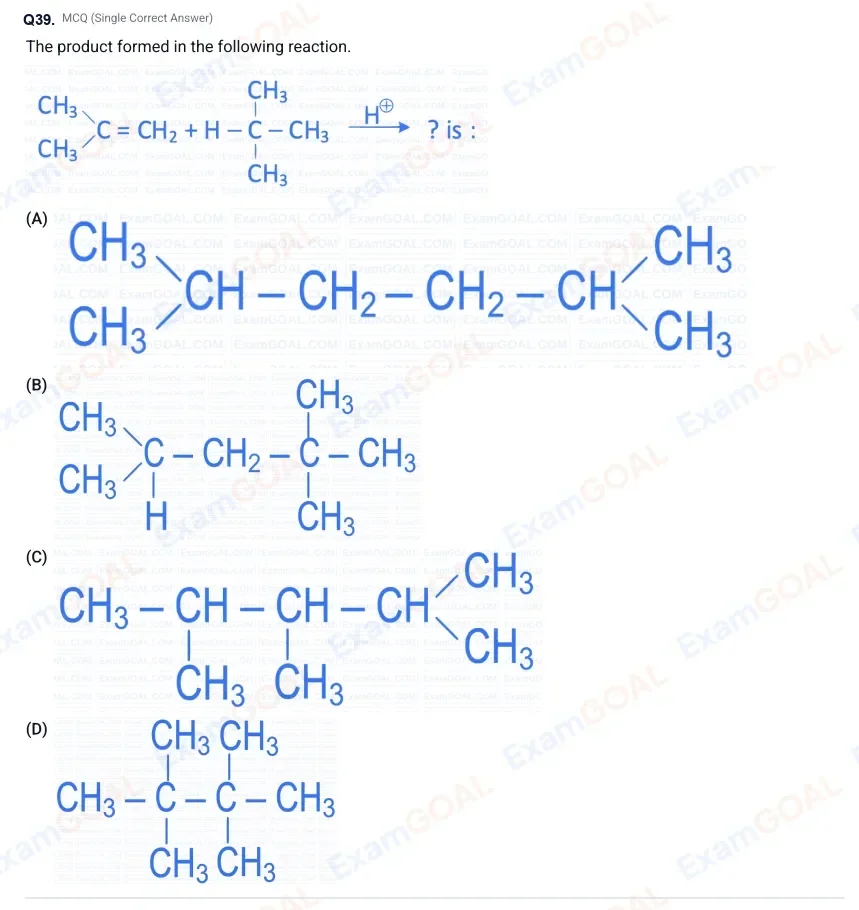 Q39. MCQ (Single Correct Answer)
The product formed in the following reaction.
CH3
CH3
CH3
C = CH2 + H – C – CH3
H⊕
? is :
CH3
(A)
CH3
CH3
CH – CH2 – CH2 – CH
CH3
CH3
(B)
CH3
CH3
C – CH2 – C – CH3
CH3
H
CH3
(C)
CH3
CH3 – CH – CH – CH
CH3
CH3 CH3
(D)
CH3 CH3
CH3 – C – C – CH3
CH3 CH3
ExamGOAL